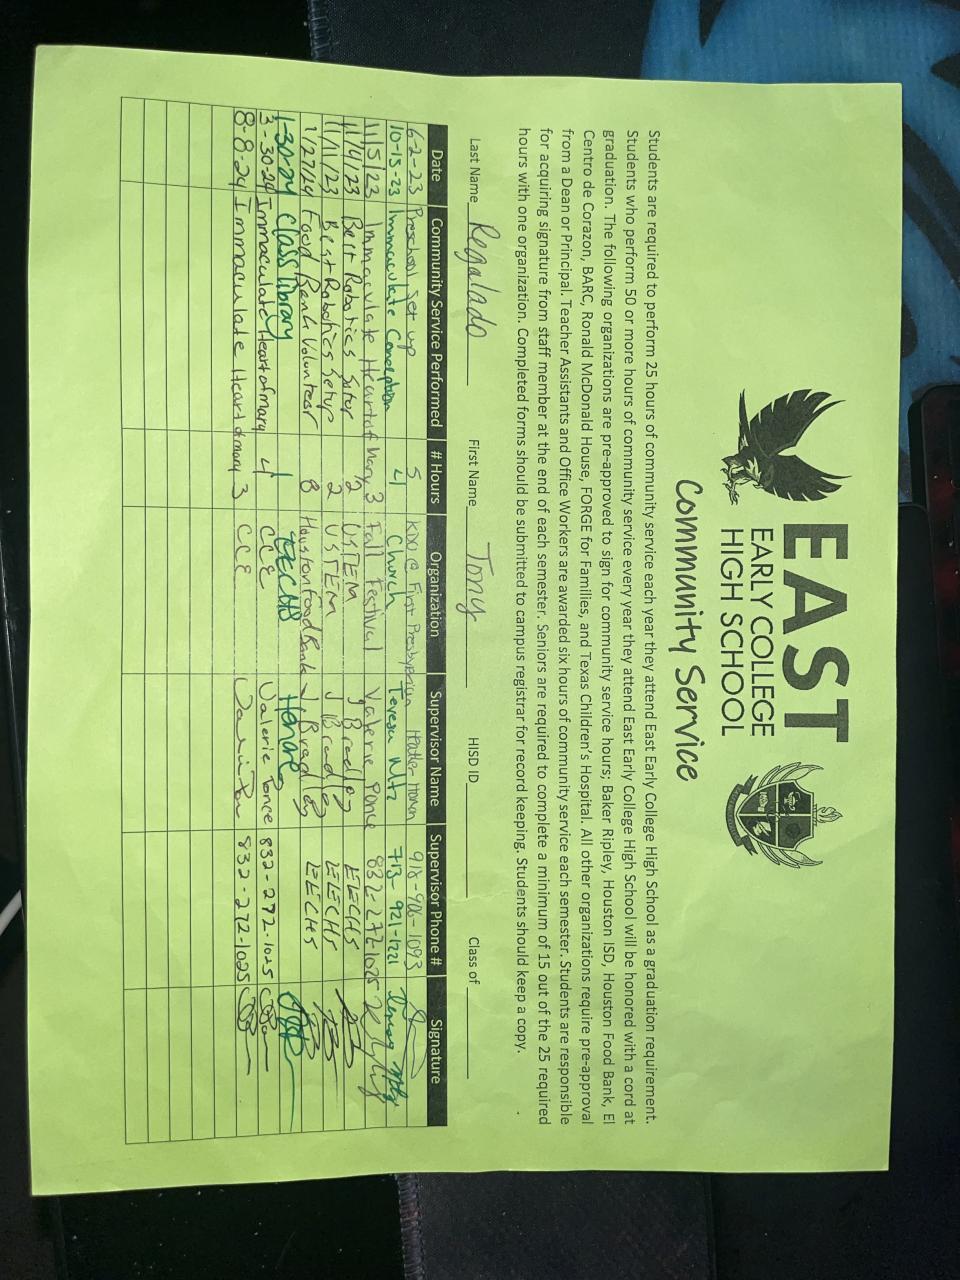 EAST
EARLY COLLEGE
HIGH SCHOOL
Community Service
Students are required to perform 25 hours of community service each year they attend East Early College High School as a graduation requirement.
Students who perform 50 or more hours of community service every year they attend East Early College High School will be honored with a cord at
graduation. The following organizations are pre-approved to sign for community service hours; Baker Ripley, Houston ISD, Houston Food Bank, El
Centro de Corazon, BARC, Ronald McDonald House, FORGE for Families, and Texas Children's Hospital. All other organizations require pre-approval
from a Dean or Principal. Teacher Assistants and Office Workers are awarded six hours of community service each semester. Students are responsible
for acquiring signature from staff member at the end of each semester. Seniors are required to complete a minimum of 15 out of the 25 required
hours with one organization. Completed forms should be submitted to campus registrar for record keeping. Students should keep a copy.
Last Name Regalado First Name Tony HISD ID Class of
Date Community Service Performed # Hours Organization Supervisor Name Supervisor Phone # Signature
6-2-23 Preschool set up 5 First Presbyterian 918-906-1093
10-15-23 Immaculate Conception 4 Church Teresa 713-921-1221
11/5/23 Immaculate Heart of Mary 3 Fall Festival Valerie Ponce 832-272-1025
11/4/23 Best Robotics Setup 2 USTEM J Bradley EECHS
11/11/23 Best Robotics Setup 2 USTEM J Bradley EECHS
1/27/24 Food Bank Volunteer 8 Houston Food Bank J Bradley EECHS
1-30-24 Class Library 1 EECHS
3-30-24 Immaculate Heart of mary 4 CCE Valerie Ponce 832-272-1025
8-8-24 Immaculate Heart of mary 3 CCE 832-272-1025